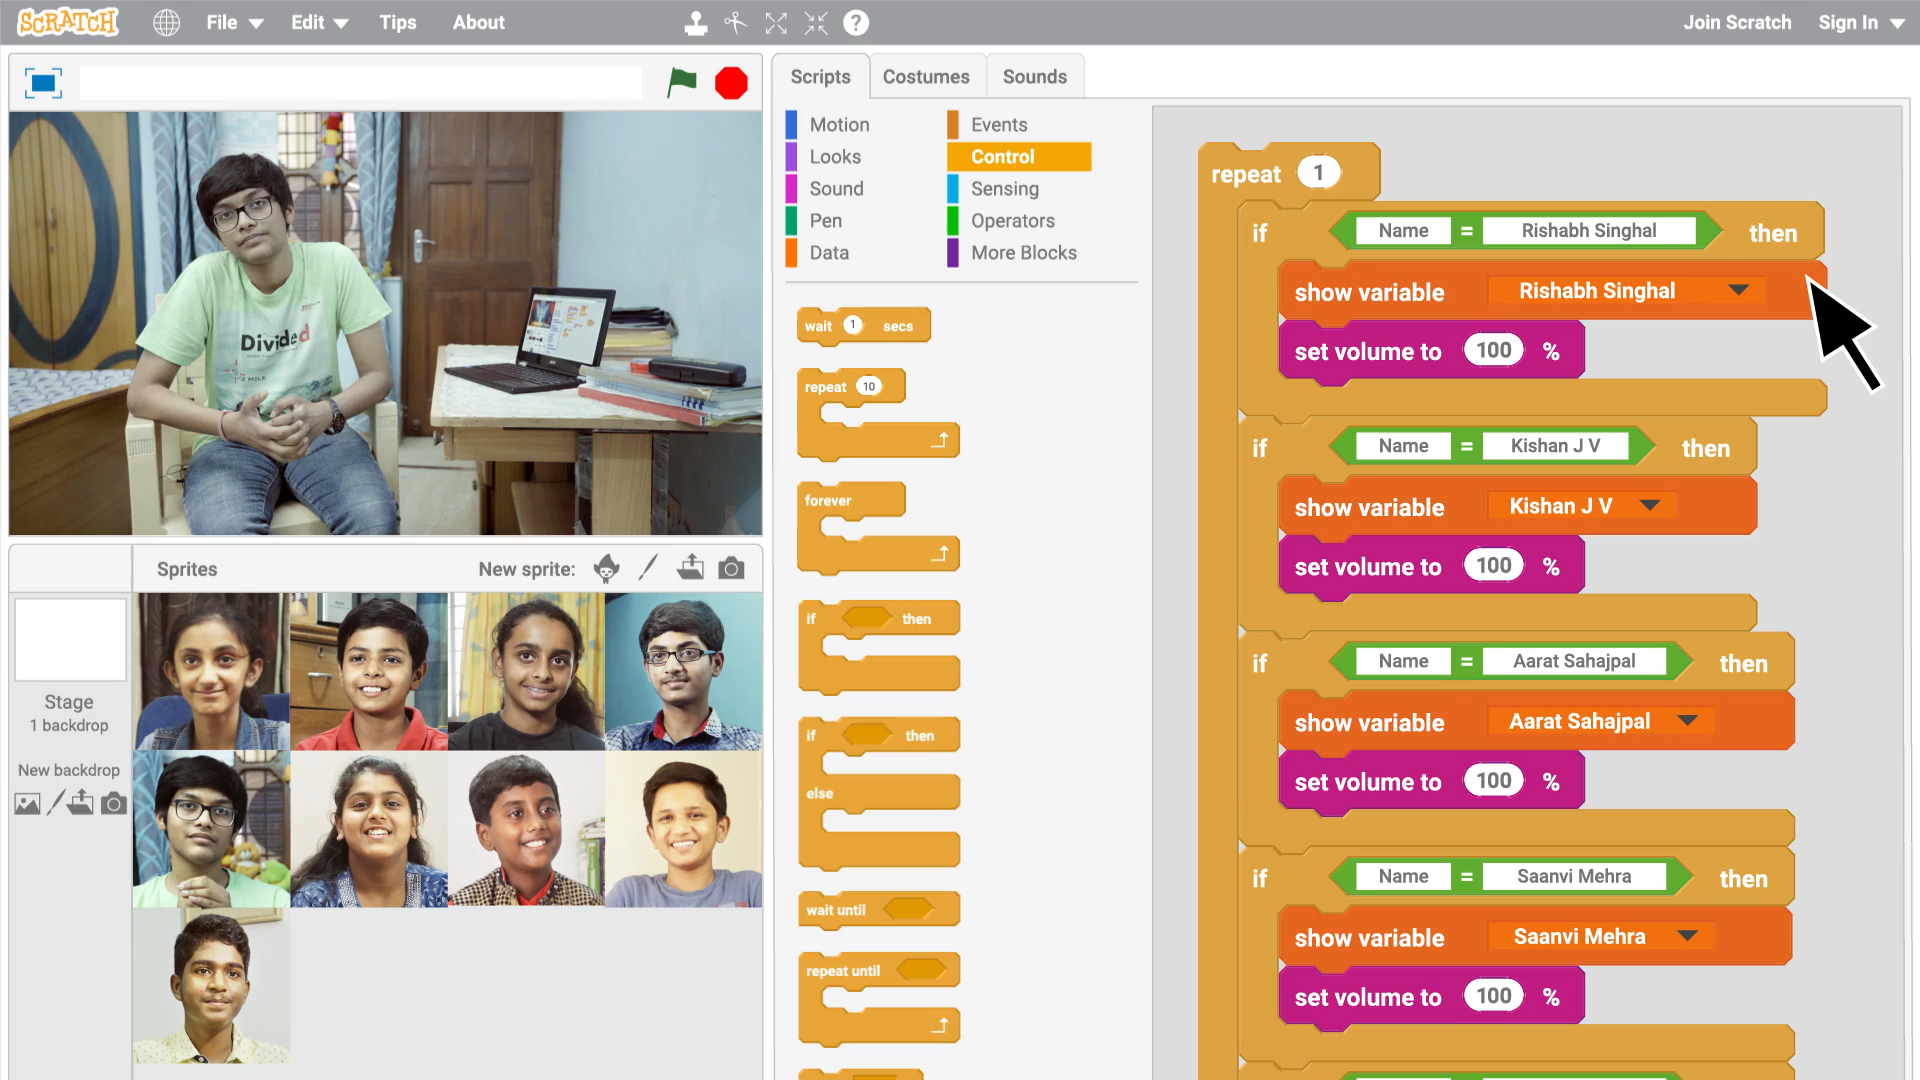 SCRATCH File Edit Tips About Join Scratch Sign In
Scripts Costumes Sounds
Motion Events
Looks Control
Sound Sensing
Pen Operators
Data More Blocks
wait 1 secs
repeat 10
forever
if then
if then
else
wait until
repeat until
repeat 1
if Name = Rishabh Singhal then
show variable Rishabh Singhal
set volume to 100 %
if Name = Kishan J V then
show variable Kishan J V
set volume to 100 %
if Name = Aarat Sahajpal then
show variable Aarat Sahajpal
set volume to 100 %
if Name = Saanvi Mehra then
show variable Saanvi Mehra
set volume to 100 %
Divided
2 MILE
Sprites New sprite:
Stage
1 backdrop
New backdrop